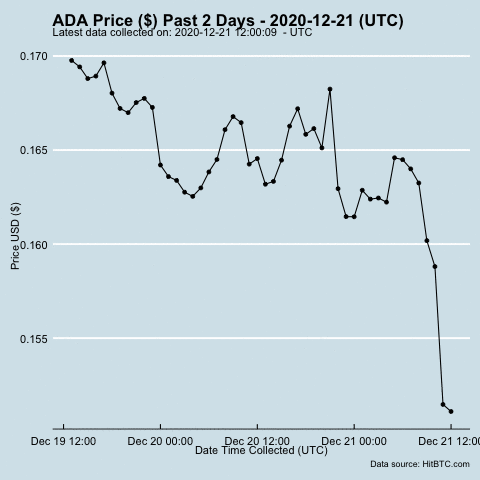 ADA Price ($) Past 2 Days - 2020-12-21 (UTC)
Latest data collected on: 2020-12-21 12:00:09  - UTC
0.170
0.165
0.160
0.155
Price USD ($)
Dec 19 12:00 Dec 20 00:00 Dec 20 12:00 Dec 21 00:00 Dec 21 12:00
Date Time Collected (UTC)
Data source: HitBTC.com